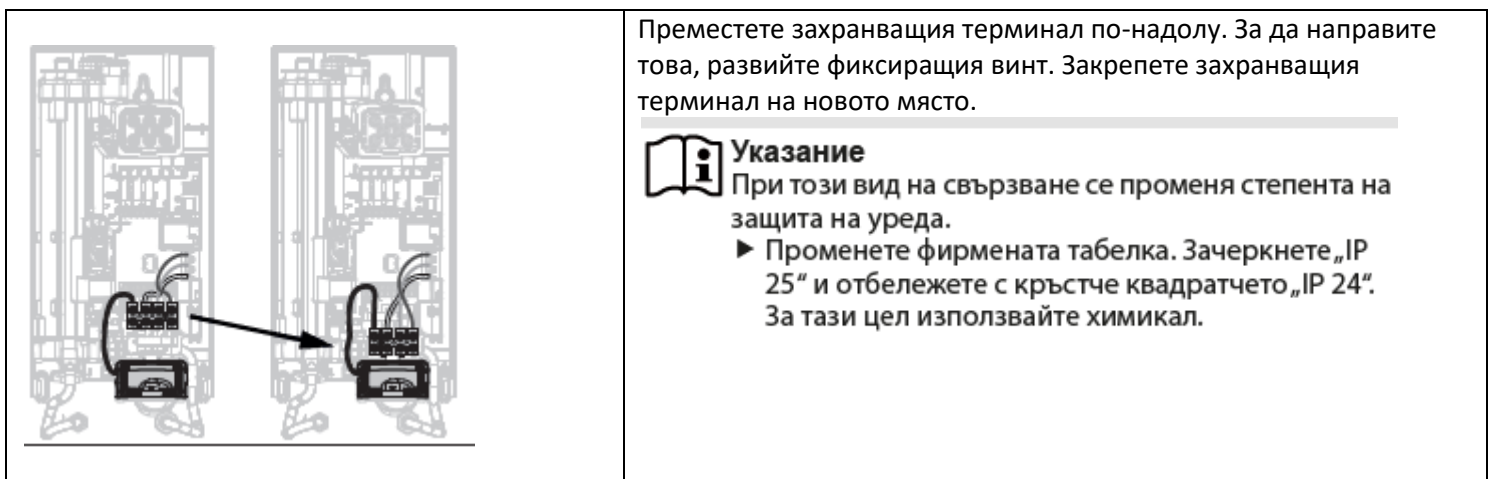 Преместете захранващия терминал по-надолу. За да направите
това, развийте фиксиращия винт. Закрепете захранващия
терминал на новото място.
Указание
При този вид на свързване се променя степента на
защита на уреда.
► Променете фирмената табелка. Зачеркнете „IP
25“ и отбележете с кръстче квадратчето „IP 24“.
За тази цел използвайте химикал.